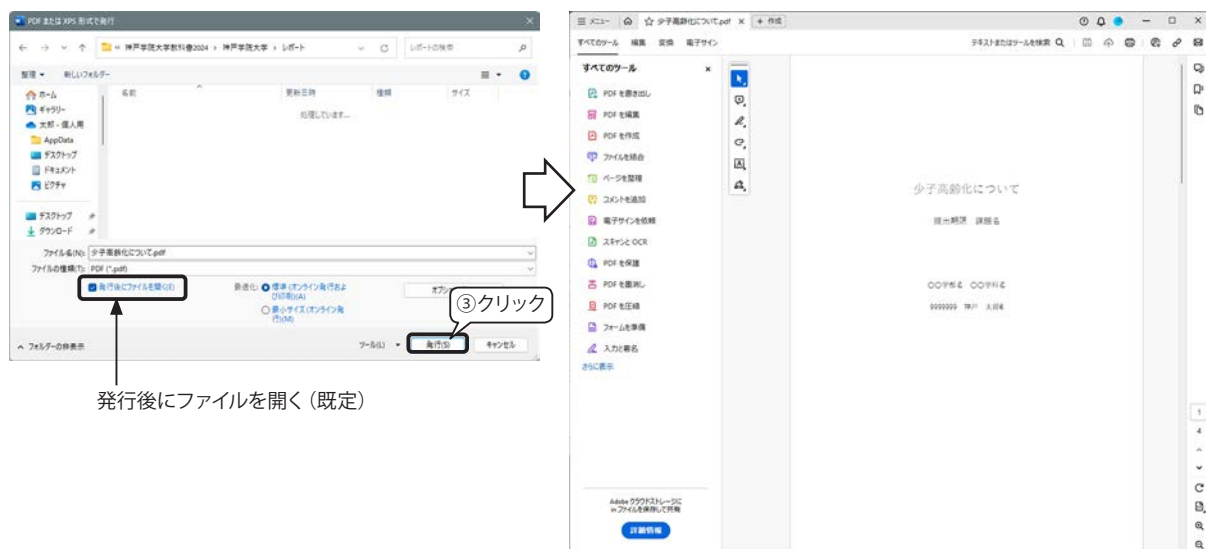 PDF または XPS 形式で発行
« 神戸学院大学教科書2024 › 神戸学院大学 › レポート
レポートの検索
整理 新しいフォルダー
ホーム
ギャラリー
太郎 - 個人用
AppData
デスクトップ
ドキュメント
ピクチャ
デスクトップ
ダウンロード
名前 更新日時 種類 サイズ
処理しています...
ファイル名(N): 少子高齢化について.pdf
ファイルの種類(T): PDF (*.pdf)
発行後にファイルを開く(E)
最適化: 標準 (オンライン発行およ
び印刷)(A)
最小サイズ (オンライン発
行)(M)
③クリック
フォルダーの非表示
ツール(L) 発行(S) キャンセル
発行後にファイルを開く（既定）
メニュー 少子高齢化について.pdf × + 作成
すべてのツール 編集 変換 電子サイン
テキストまたはツールを検索
すべてのツール ×
PDF を書き出し
PDF を編集
PDF を作成
ファイルを結合
ページを整理
コメントを追加
電子サインを依頼
スキャンと OCR
PDF を保護
PDF を墨消し
PDF を圧縮
フォームを準備
入力と署名
さらに表示
Adobe クラウドストレージに
in ファイルを保存して共有
詳細情報
少子高齢化について
提出期限 課題名
〇〇学部名 〇〇学科名
9999999 神戸 太郎
1
4